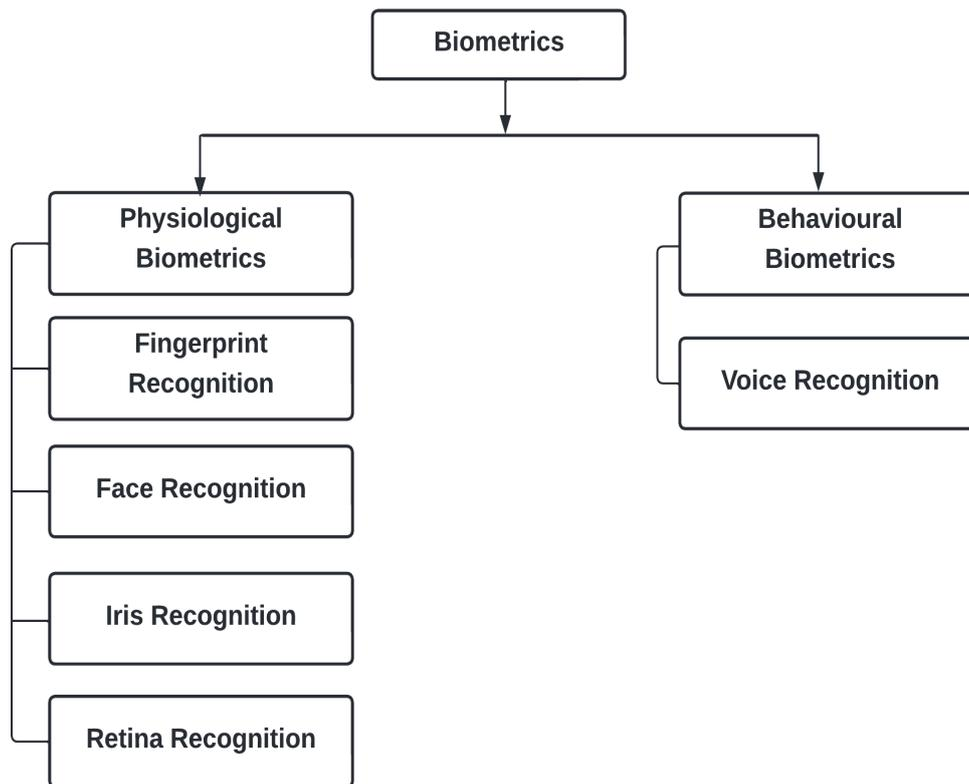 Biometrics
Physiological
Biometrics
Behavioural
Biometrics
Fingerprint
Recognition
Voice Recognition
Face Recognition
Iris Recognition
Retina Recognition